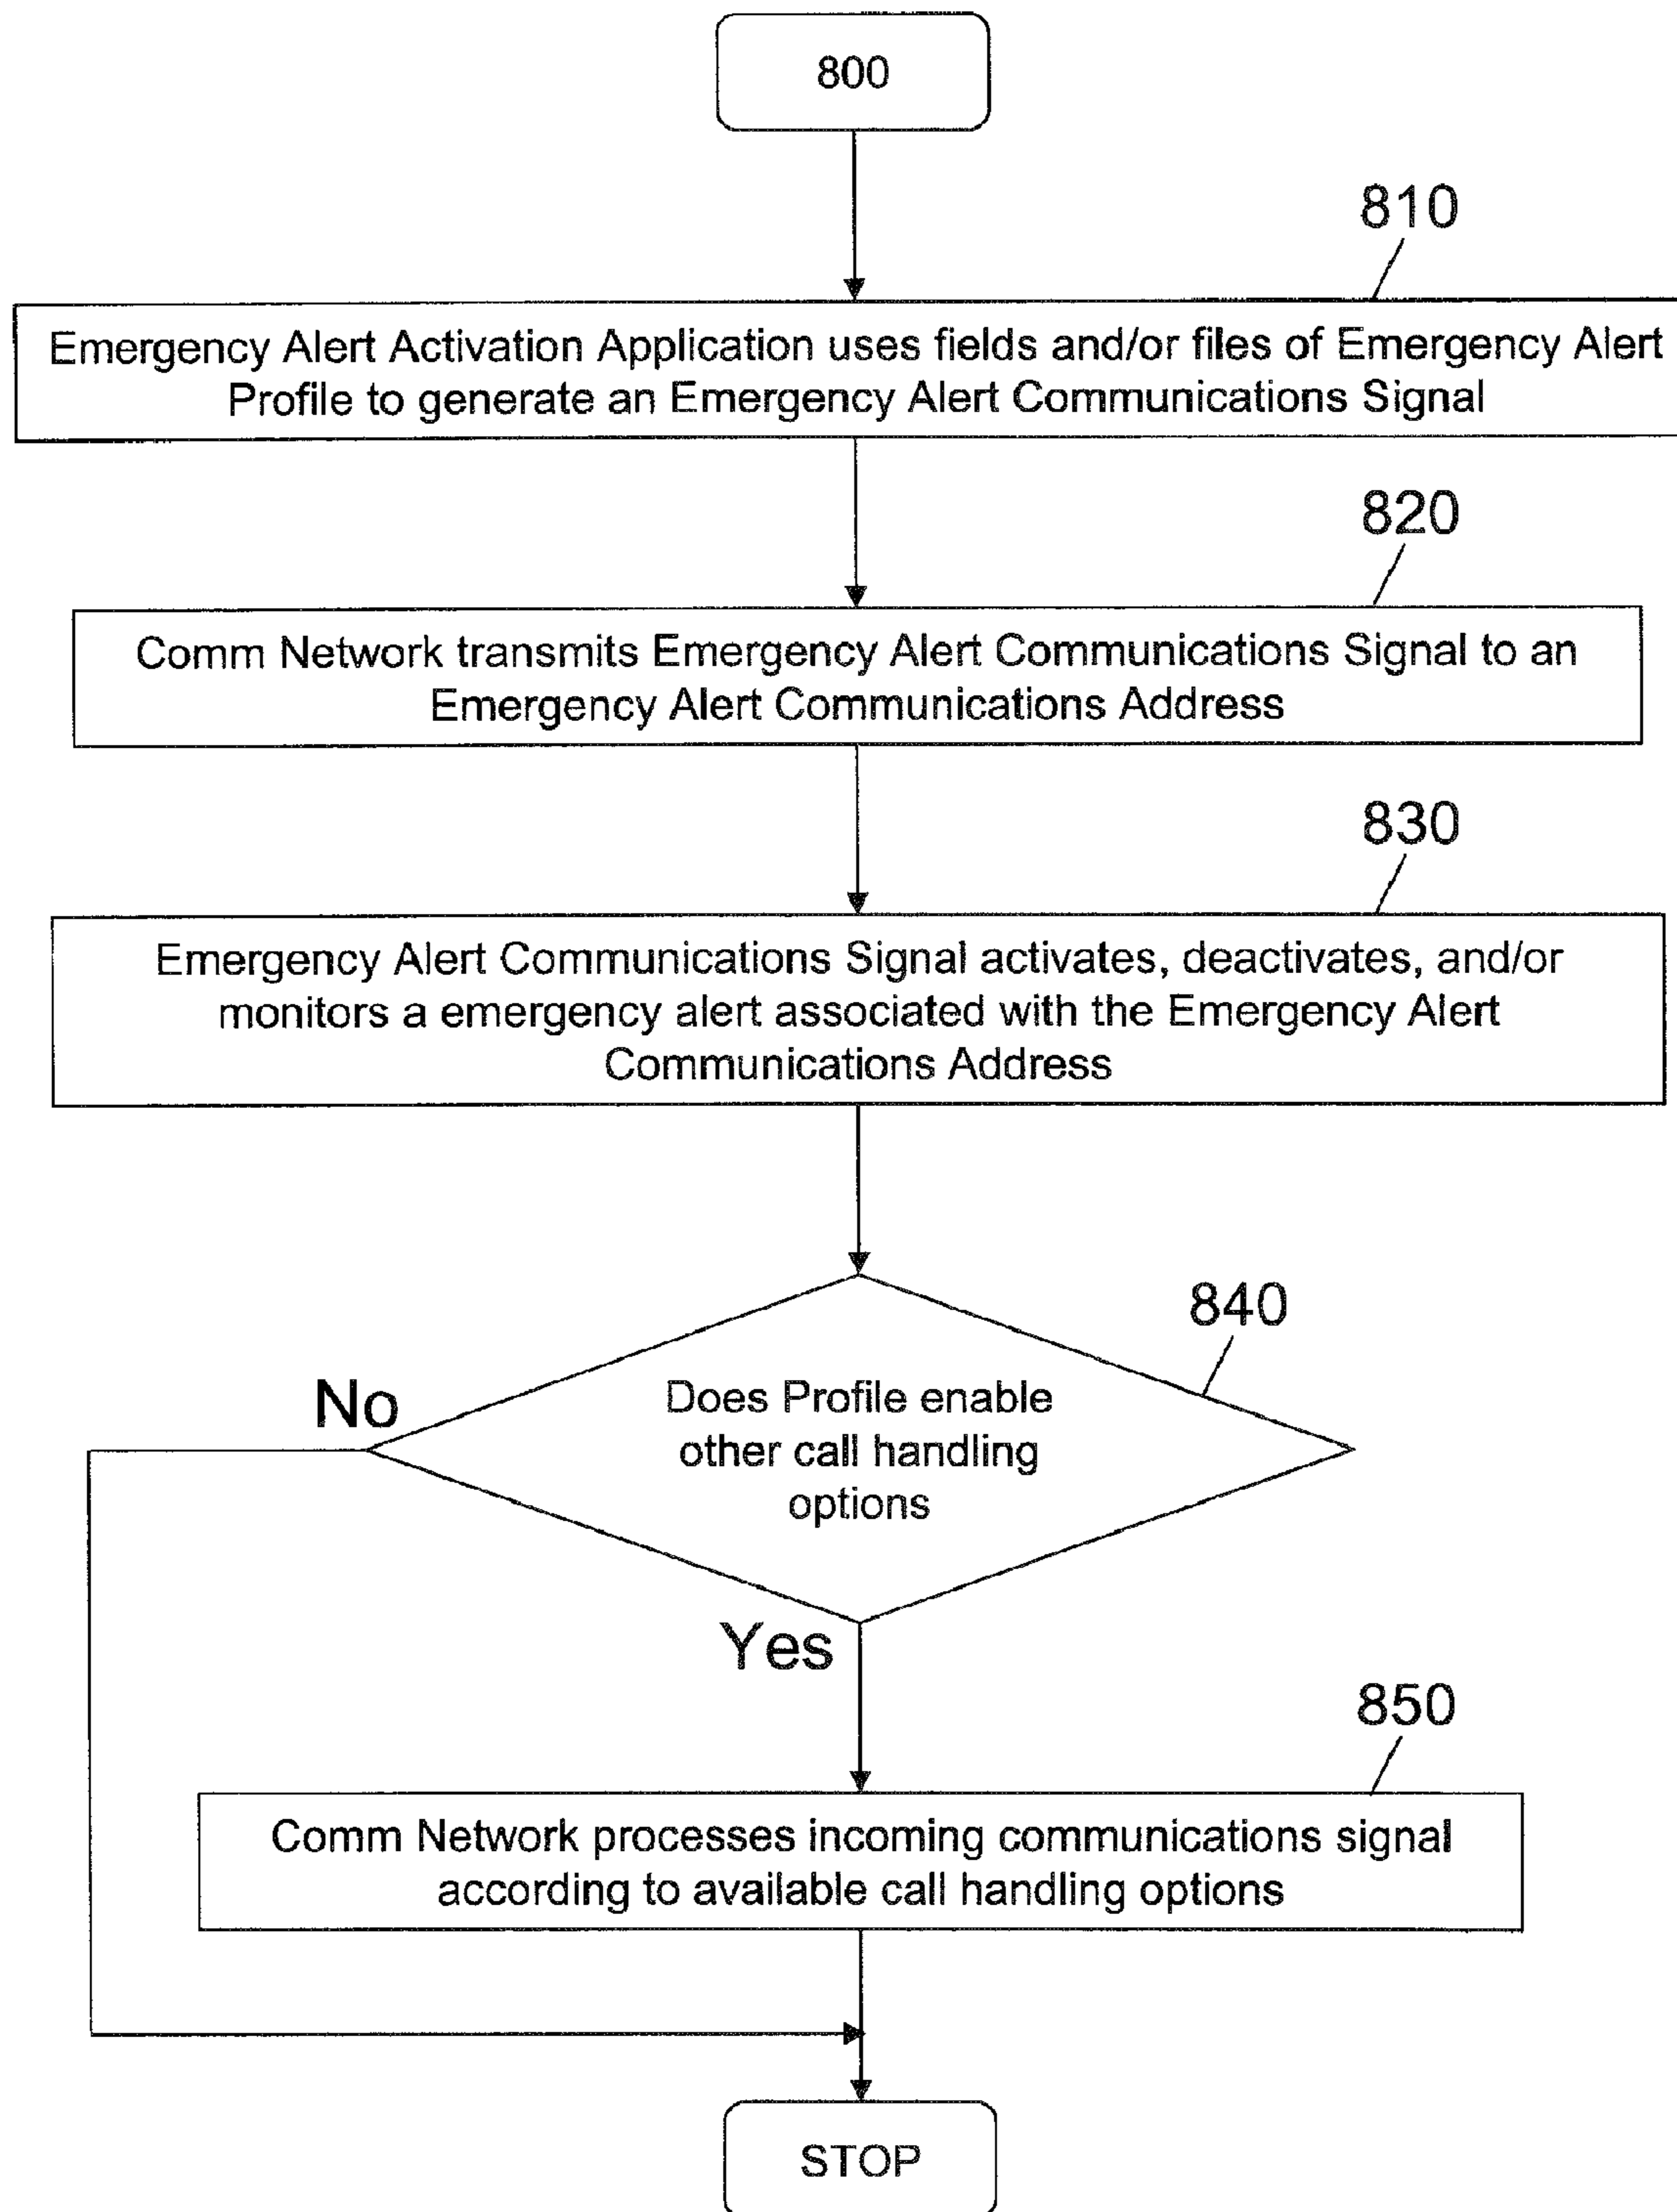 800
810
Emergency Alert Activation Application uses fields and/or files of Emergency Alert
Profile to generate an Emergency Alert Communications Signal
820
Comm Network transmits Emergency Alert Communications Signal to an
Emergency Alert Communications Address
830
Emergency Alert Communications Signal activates, deactivates, and/or
monitors a emergency alert associated with the Emergency Alert
Communications Address
840
No
Does Profile enable
other call handling
options
Yes
850
Comm Network processes incoming communications signal
according to available call handling options
STOP